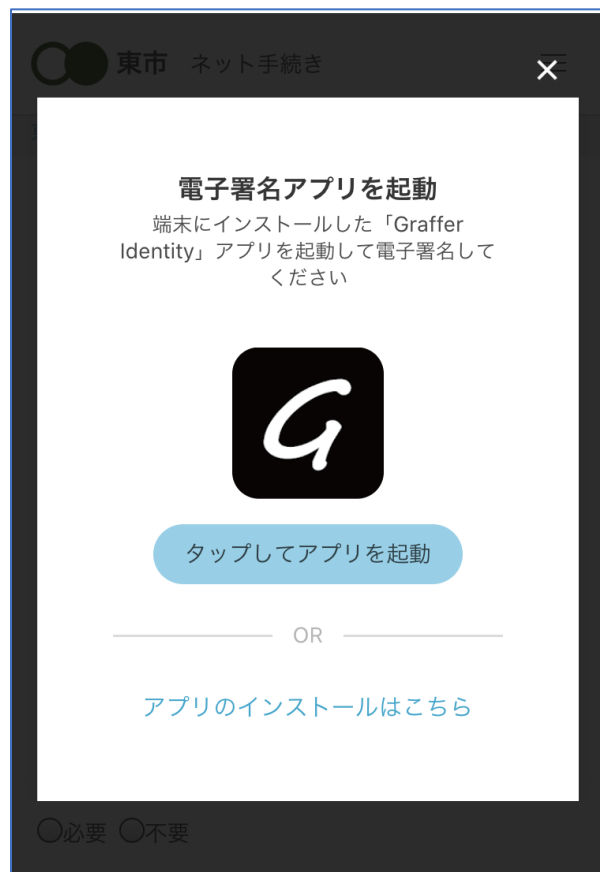 東市 ネット手続き
電子署名アプリを起動
端末にインストールした「Graffer
Identity」アプリを起動して電子署名して
ください
G
タップしてアプリを起動
OR
アプリのインストールはこちら
必要 不要